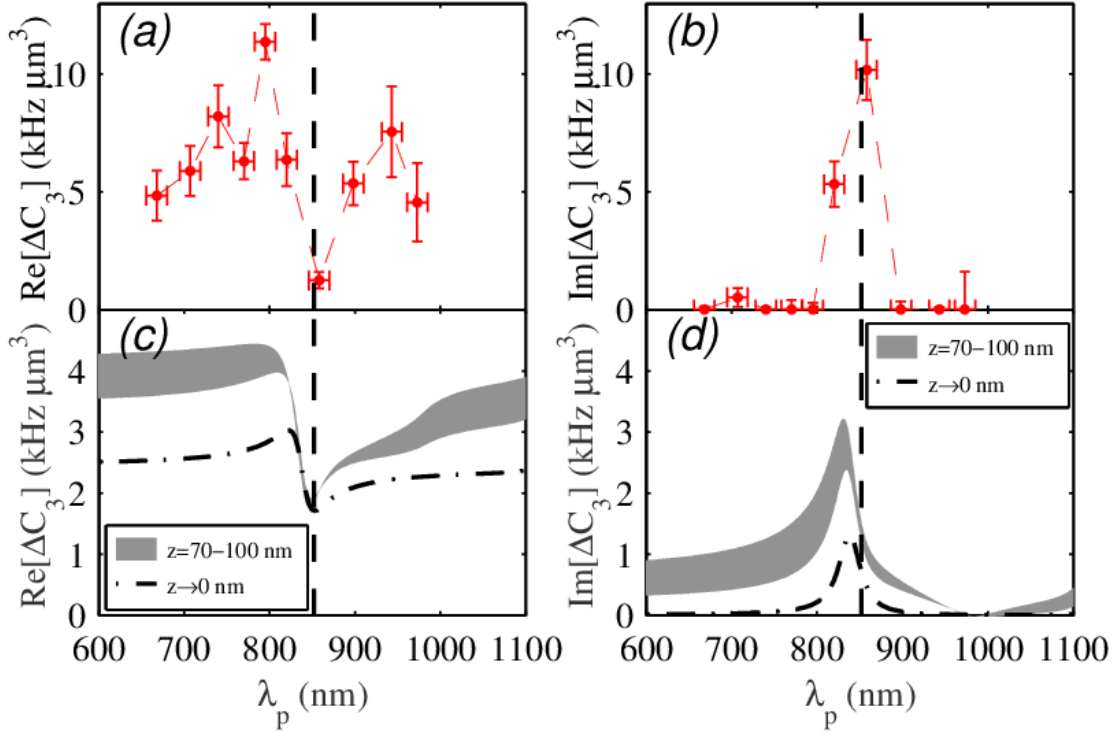 (a)
Re[ΔC3] (kHz μm3)
10
5
0
(b)
Im[ΔC3] (kHz μm3)
10
5
0
(c)
Re[ΔC3] (kHz μm3)
4
3
2
1
0
z=70−100 nm
z→0 nm
600 700 800 900 1000 1100
λp (nm)
(d)
Im[ΔC3] (kHz μm3)
4
3
2
1
0
z=70−100 nm
z→0 nm
600 700 800 900 1000 1100
λp (nm)